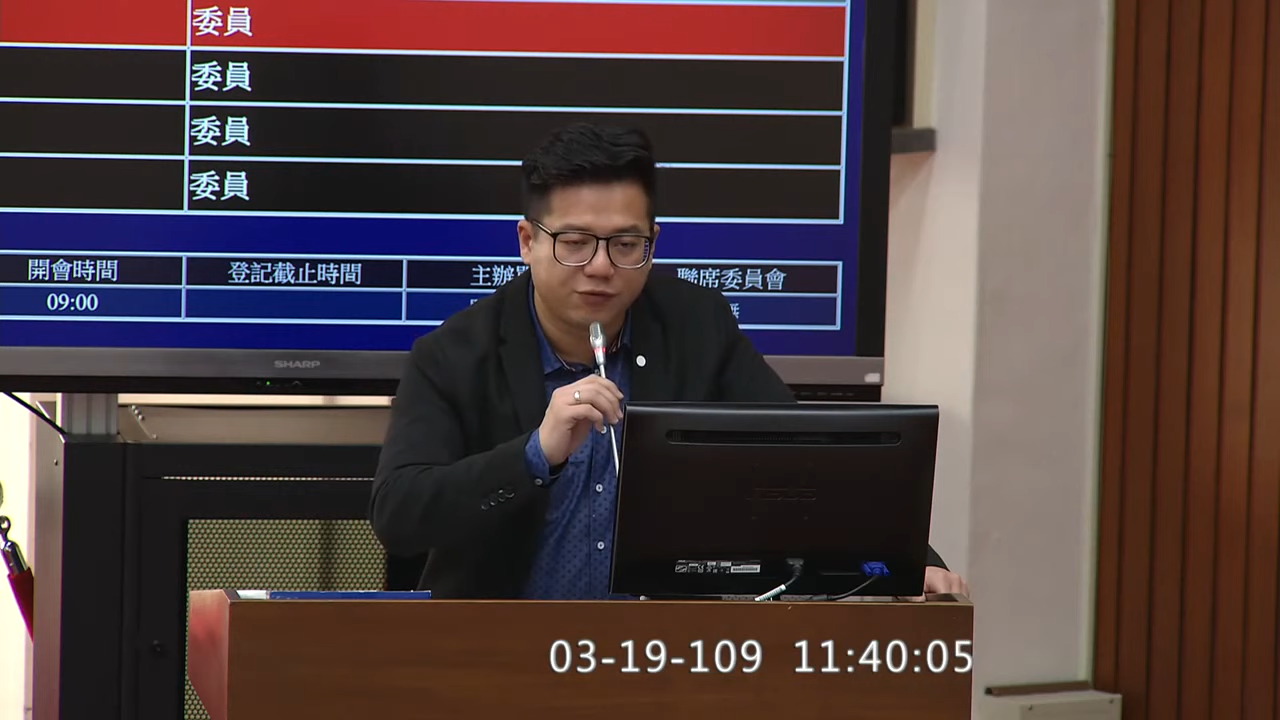 委員
委員
委員
委員
開會時間 登記截止時間 主辦 聯席委員會
09:00
SHARP
ASUS
03-19-109 11:40:05